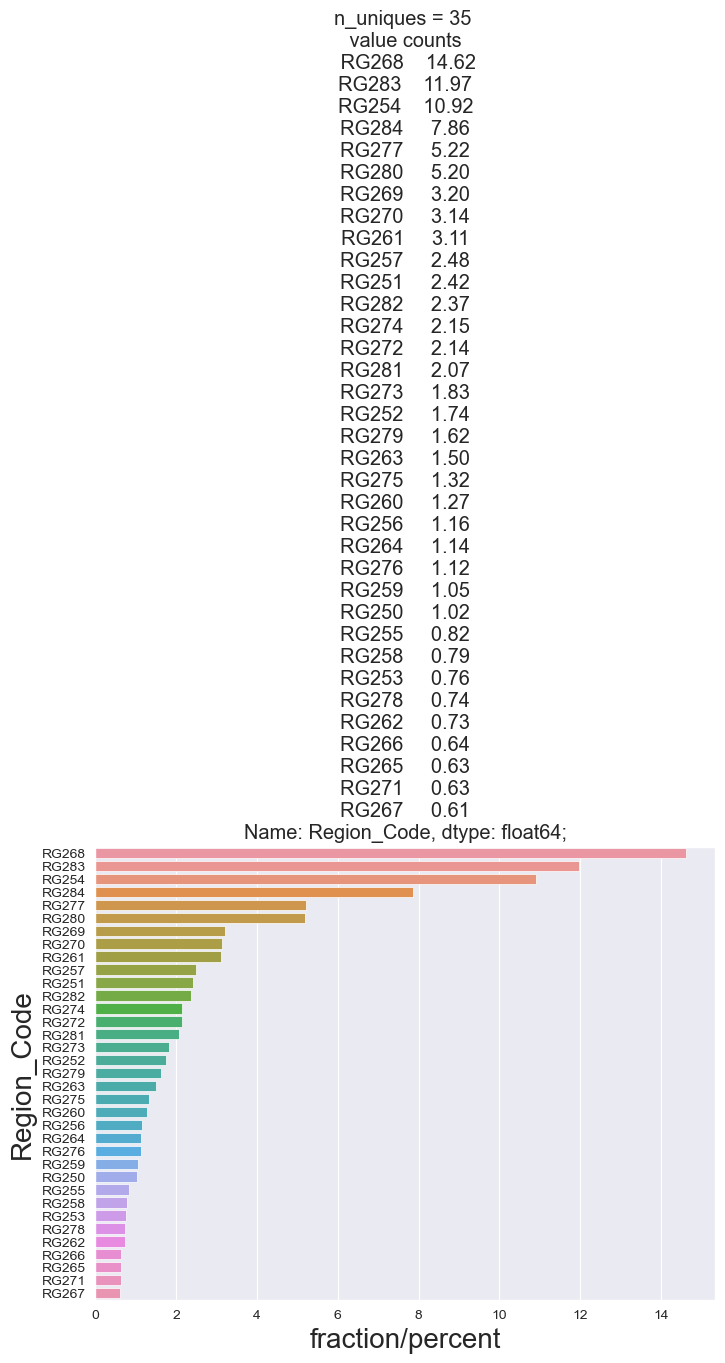 n_uniques = 35
value counts
RG268 14.62
RG283 11.97
RG254 10.92
RG284 7.86
RG277 5.22
RG280 5.20
RG269 3.20
RG270 3.14
RG261 3.11
RG257 2.48
RG251 2.42
RG282 2.37
RG274 2.15
RG272 2.14
RG281 2.07
RG273 1.83
RG252 1.74
RG279 1.62
RG263 1.50
RG275 1.32
RG260 1.27
RG256 1.16
RG264 1.14
RG276 1.12
RG259 1.05
RG250 1.02
RG255 0.82
RG258 0.79
RG253 0.76
RG278 0.74
RG262 0.73
RG266 0.64
RG265 0.63
RG271 0.63
RG267 0.61
Name: Region_Code, dtype: float64;
Region_Code
RG268
RG283
RG254
RG284
RG277
RG280
RG269
RG270
RG261
RG257
RG251
RG282
RG274
RG272
RG281
RG273
RG252
RG279
RG263
RG275
RG260
RG256
RG264
RG276
RG259
RG250
RG255
RG258
RG253
RG278
RG262
RG266
RG265
RG271
RG267
0 2 4 6 8 10 12 14
fraction/percent